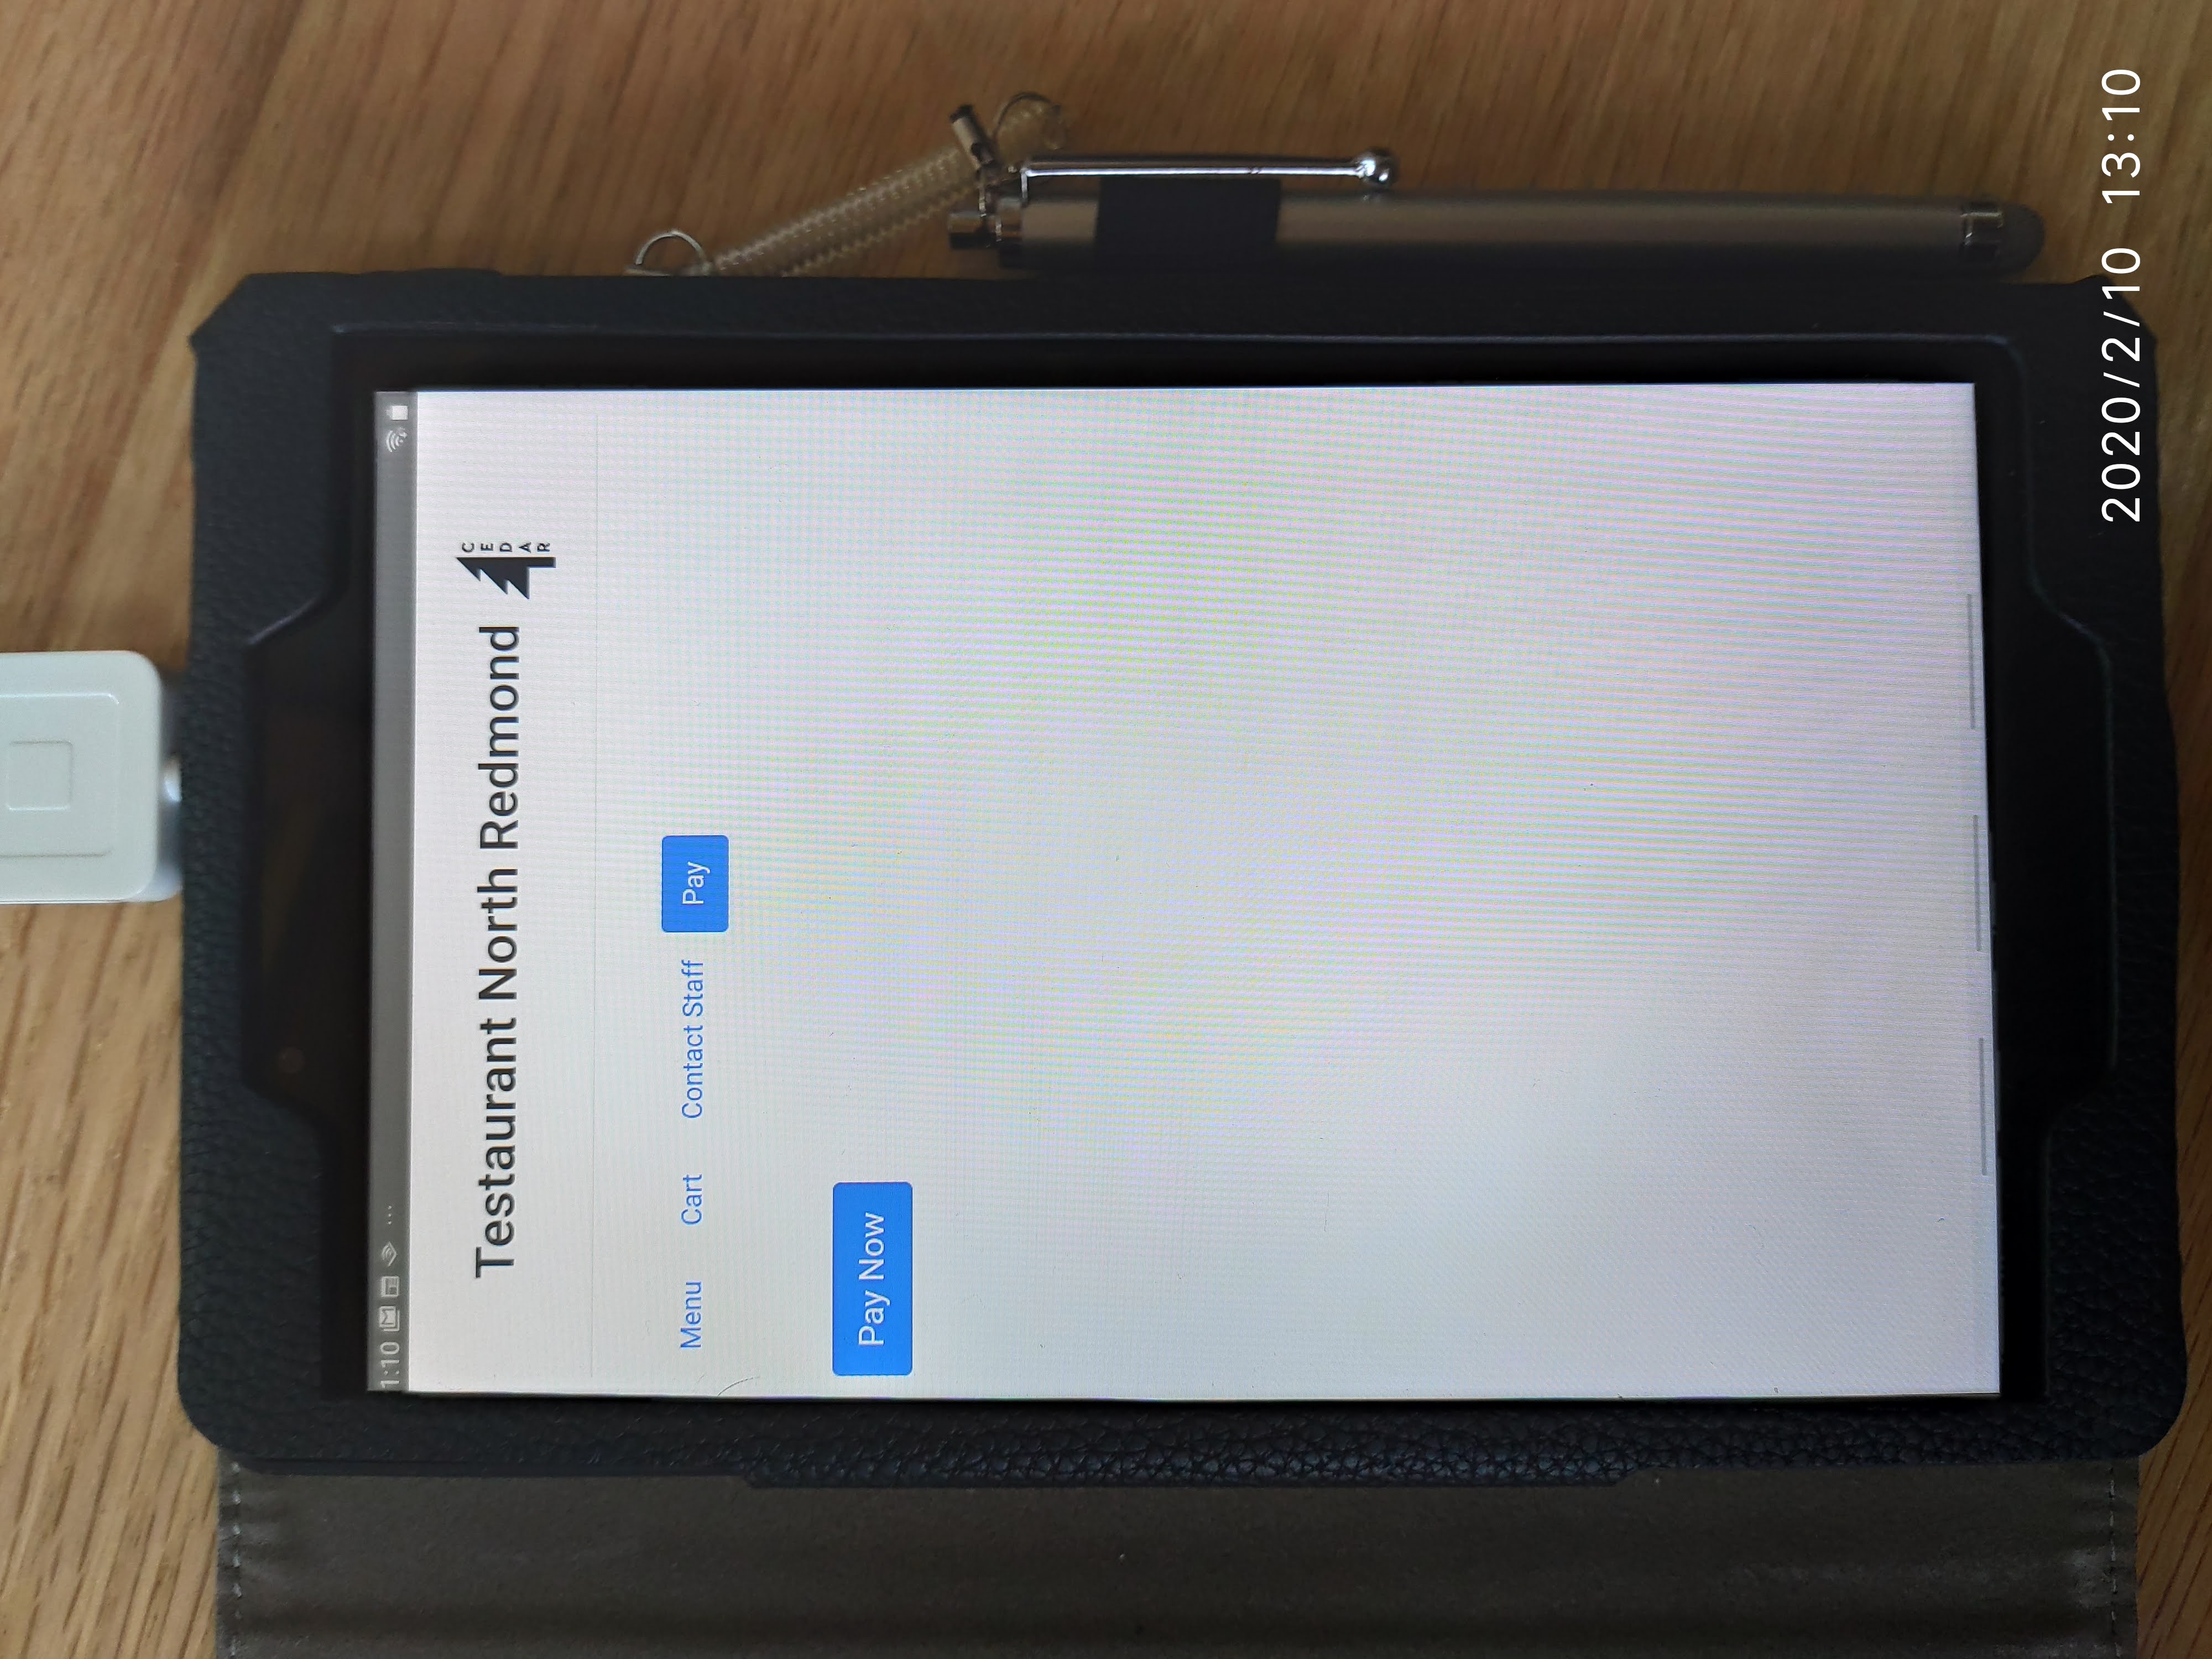 1:10
Testaurant North Redmond
CEDAR
Menu Cart Contact Staff Pay
Pay Now
2020/2/10 13:10